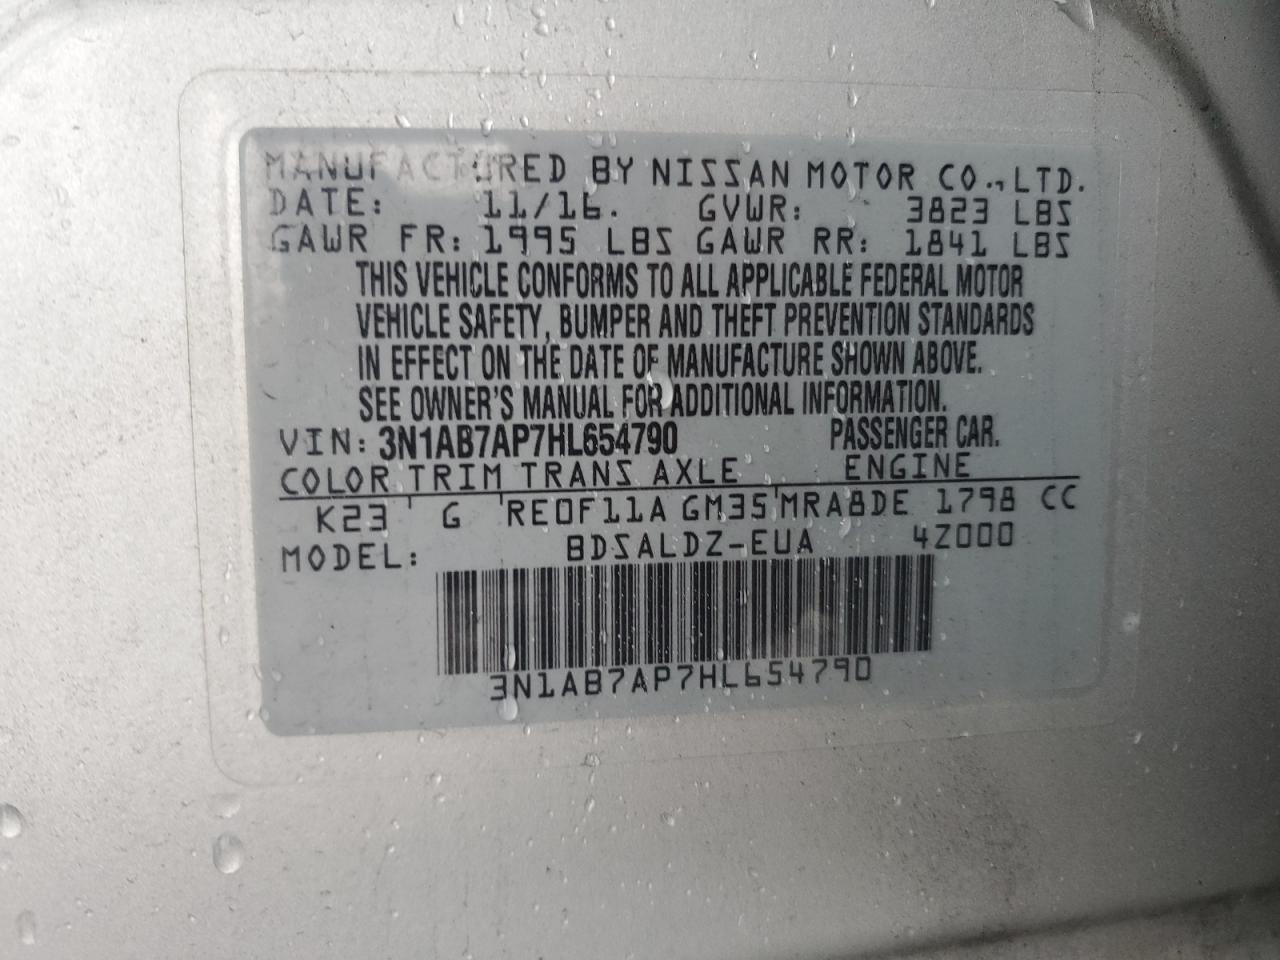 MANUFACTURED BY NISSAN MOTOR CO., LTD.
DATE: 11/16. GVWR: 3823 LBS
GAWR FR: 1995 LBS GAWR RR: 1841 LBS
THIS VEHICLE CONFORMS TO ALL APPLICABLE FEDERAL MOTOR
VEHICLE SAFETY, BUMPER AND THEFT PREVENTION STANDARDS
IN EFFECT ON THE DATE OF MANUFACTURE SHOWN ABOVE.
SEE OWNER'S MANUAL FOR ADDITIONAL INFORMATION.
VIN: 3N1AB7AP7HL654790 PASSENGER CAR.
COLOR TRIM TRANS AXLE ENGINE
K23 G RE0F11A GM35 MRA8DE 1798 CC
MODEL: BDSALDZ-EUA 4Z000
3N1AB7AP7HL654790